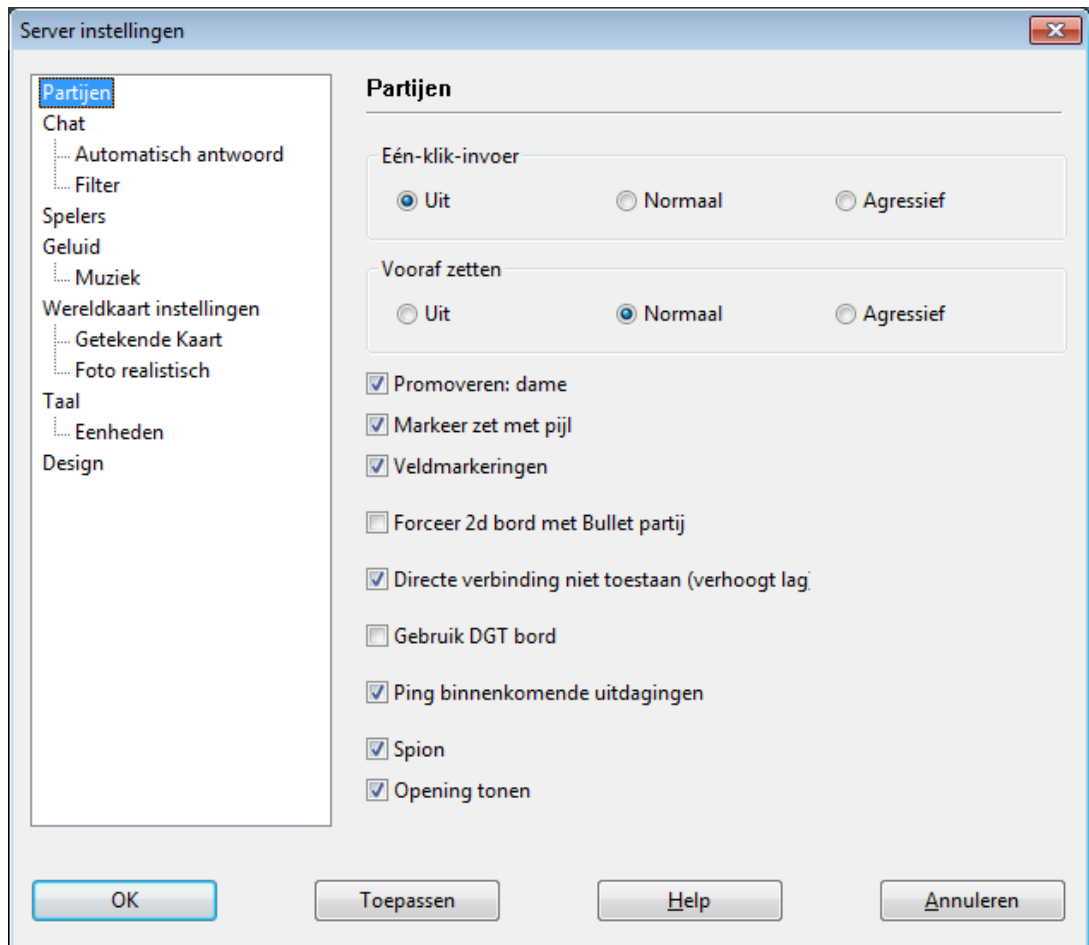 Server instellingen
Partijen
Chat
Automatisch antwoord
Filter
Spelers
Geluid
Muziek
Wereldkaart instellingen
Getekende Kaart
Foto realistisch
Taal
Eenheden
Design
Partijen
Eén-klik-invoer
Uit Normaal Agressief
Vooraf zetten
Uit Normaal Agressief
Promoveren: dame
Markeer zet met pijl
Veldmarkeringen
Forceer 2d bord met Bullet partij
Directe verbinding niet toestaan (verhoogt lag)
Gebruik DGT bord
Ping binnenkomende uitdagingen
Spion
Opening tonen
OK Toepassen Help Annuleren